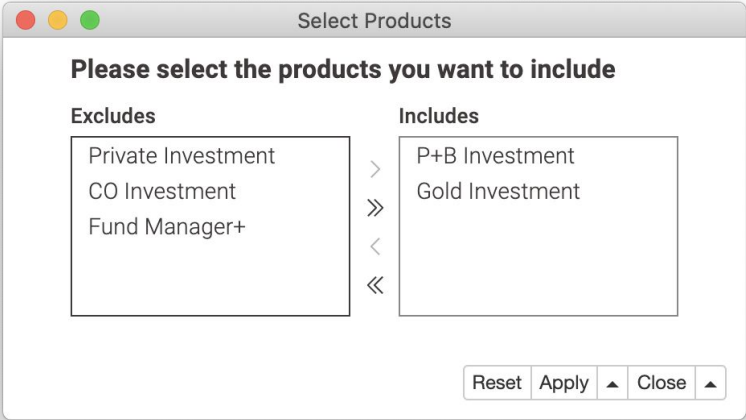 Select Products
Please select the products you want to include
Excludes
Private Investment
CO Investment
Fund Manager+
Includes
P+B Investment
Gold Investment
Reset Apply Close